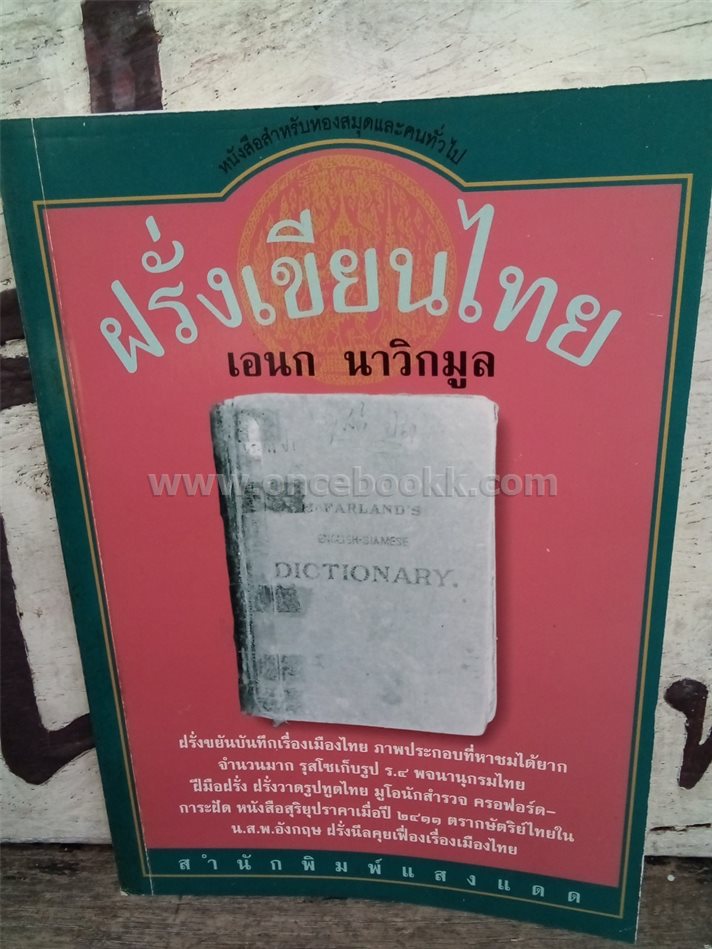 หนังสือสำหรับห้องสมุดและคนทั่วไป
ฝรั่งเขียนไทย
เอนก นาวิกมูล
www.oncebookk.com
FARLAND'S
ENGLISH-SIAMESE
DICTIONARY.
ฝรั่งขยันบันทึกเรื่องเมืองไทย ภาพประกอบที่หาชมได้ยาก
จำนวนมาก รุสโซเก็บรูป ร.๔ พจนานุกรมไทย
ฝีมือฝรั่ง ฝรั่งวาดรูปทูตไทย มูโอนักสำรวจ ครอฟอร์ด-
การะฝัด หนังสือสุริยุปราคาเมื่อปี ๒๔๑๑ ตรากษัตริย์ไทยใน
น.ส.พ.อังกฤษ ฝรั่งนีลคุยเฟื่องเรื่องเมืองไทย
สำนักพิมพ์แสงแดด